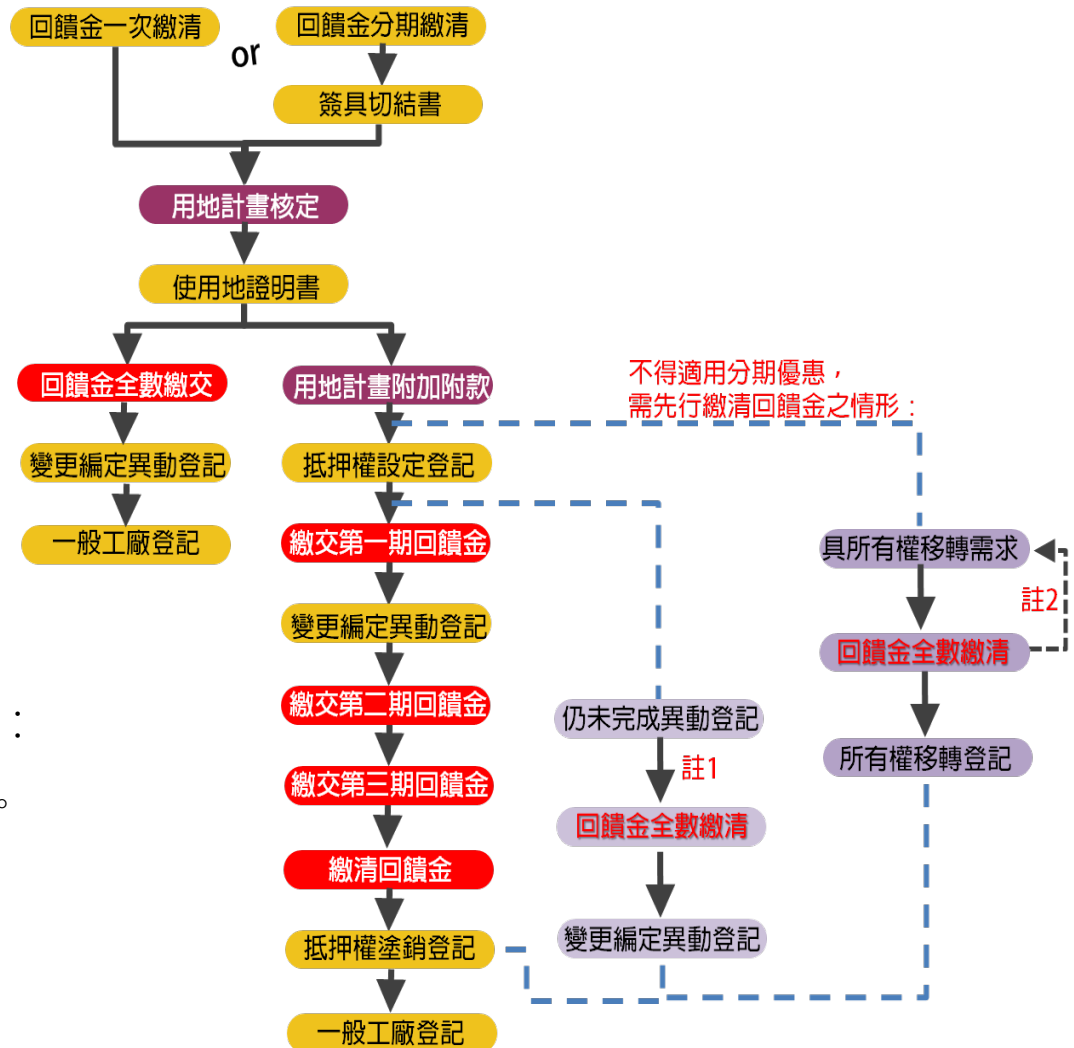 回饋金一次繳清
or
回饋金分期繳清
簽具切結書
用地計畫核定
使用地證明書
回饋金全數繳交
變更編定異動登記
一般工廠登記
用地計畫附加附款
抵押權設定登記
繳交第一期回饋金
變更編定異動登記
繳交第二期回饋金
繳交第三期回饋金
繳清回饋金
抵押權塗銷登記
一般工廠登記
不得適用分期優惠，
需先行繳清回饋金之情形：
仍未完成異動登記
註1
回饋金全數繳清
變更編定異動登記
具所有權移轉需求
註2
回饋金全數繳清
所有權移轉登記
：
。